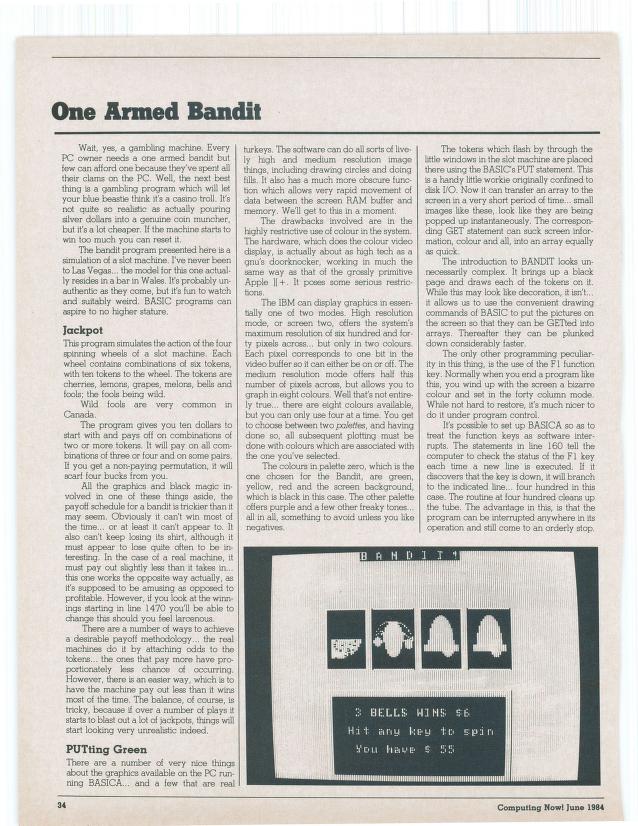 One Armed Bandit
Wait, yes, a gambling machine. Every
PC owner needs a one armed bandit but
few can afford one because they've spent all
their clams on the PC. Well, the next best
thing is a gambling program which will let
your blue beastie think it's a casino troll. It's
not quite so realistic as actually pouring
silver dollars into a genuine coin muncher,
but it's a lot cheaper. If the machine starts to
win too much you can reset it.
The bandit program presented here is a
simulation of a slot machine. I've never been
to Las Vegas... the model for this one actual-
ly resides in a bar in Wales. It's probably un-
authentic as they come, but it's fun to watch
and suitably weird. BASIC programs can
aspire to no higher stature.
Jackpot
This program simulates the action of the four
spinning wheels of a slot machine. Each
wheel contains combinations of six tokens,
with ten tokens to the wheel. The tokens are
cherries, lemons, grapes, melons, bells and
fools; the fools being wild.
Wild fools are very common in
Canada.
The program gives you ten dollars to
start with and pays off on combinations of
two or more tokens. It will pay on all com-
binations of three or four and on some pairs.
If you get a non-paying permutation, it will
scarf four bucks from you.
All the graphics and black magic in-
volved in one of these things aside, the
payoff schedule for a bandit is trickier than it
may seem. Obviously it can't win most of
the time... or at least it can't appear to. It
also can't keep losing its shirt, although it
must appear to lose quite often to be in-
teresting. In the case of a real machine, it
must pay out slightly less than it takes in...
this one works the opposite way actually, as
it's supposed to be amusing as opposed to
profitable. However, if you look at the winn-
ings starting in line 1470 you'll be able to
change this should you feel larcenous.
There are a number of ways to achieve
a desirable payoff methodology... the real
machines do it by attaching odds to the
tokens... the ones that pay more have pro-
portionately less chance of occurring.
However, there is an easier way, which is to
have the machine pay out less than it wins
most of the time. The balance, of course, is
tricky, because if over a number of plays it
starts to blast out a lot of jackpots, things will
start looking very unrealistic indeed.
PUTting Green
There are a number of very nice things
about the graphics available on the PC run-
ning BASICA... and a few that are real
turkeys. The software can do all sorts of live-
ly high and medium resolution image
things, including drawing circles and doing
fills. It also has a much more obscure func-
tion which allows very rapid movement of
data between the screen RAM buffer and
memory. We'll get to this in a moment.
The drawbacks involved are in the
highly restrictive use of colour in the system.
The hardware, which does the colour video
display, is actually about as high tech as a
gnu's doorknocker, working in much the
same way as that of the grossly primitive
Apple ][+. It poses some serious restric-
tions.
The IBM can display graphics in essen-
tially one of two modes. High resolution
mode, or screen two, offers the system's
maximum resolution of six hundred and for-
ty pixels across... but only in two colours.
Each pixel corresponds to one bit in the
video buffer so it can either be on or off. The
medium resolution mode offers half this
number of pixels across, but allows you to
graph in eight colours. Well that's not entire-
ly true... there are eight colours available,
but you can only use four at a time. You get
to choose between two palettes, and having
done so, all subsequent plotting must be
done with colours which are associated with
the one you've selected.
The colours in palette zero, which is the
one chosen for the Bandit, are green,
yellow, red and the screen background,
which is black in this case. The other palette
offers purple and a few other freaky tones...
all in all, something to avoid unless you like
negatives.
The tokens which flash by through the
little windows in the slot machine are placed
there using the BASIC's PUT statement. This
is a handy little workie originally confined to
disk I/O. Now it can transfer an array to the
screen in a very short period of time... small
images like these, look like they are being
popped up instantaneously. The correspon-
ding GET statement can suck screen infor-
mation, colour and all, into an array equally
as quick.
The introduction to BANDIT looks un-
necessarily complex. It brings up a black
page and draws each of the tokens on it.
While this may look like decoration, it isn't...
it allows us to use the convenient drawing
commands of BASIC to put the pictures on
the screen so that they can be GETted into
arrays. Thereafter they can be plunked
down considerably faster.
The only other programming peculiar-
ity in this thing, is the use of the F1 function
key. Normally when you end a program like
this, you wind up with the screen a bizarre
colour and set in the forty column mode.
While not hard to restore, it's much nicer to
do it under program control.
It's possible to set up BASICA so as to
treat the function keys as software inter-
rupts. The statements in line 160 tell the
computer to check the status of the F1 key
each time a new line is executed. If it
discovers that the key is down, it will branch
to the indicated line... four hundred in this
case. The routine at four hundred cleans up
the tube. The advantage in this, is that the
program can be interrupted anywhere in its
operation and still come to an orderly stop.
BANDIT!
3 BELLS WINS $6
Hit any key to spin
You have $ 55
34
Computing Now! June 1984